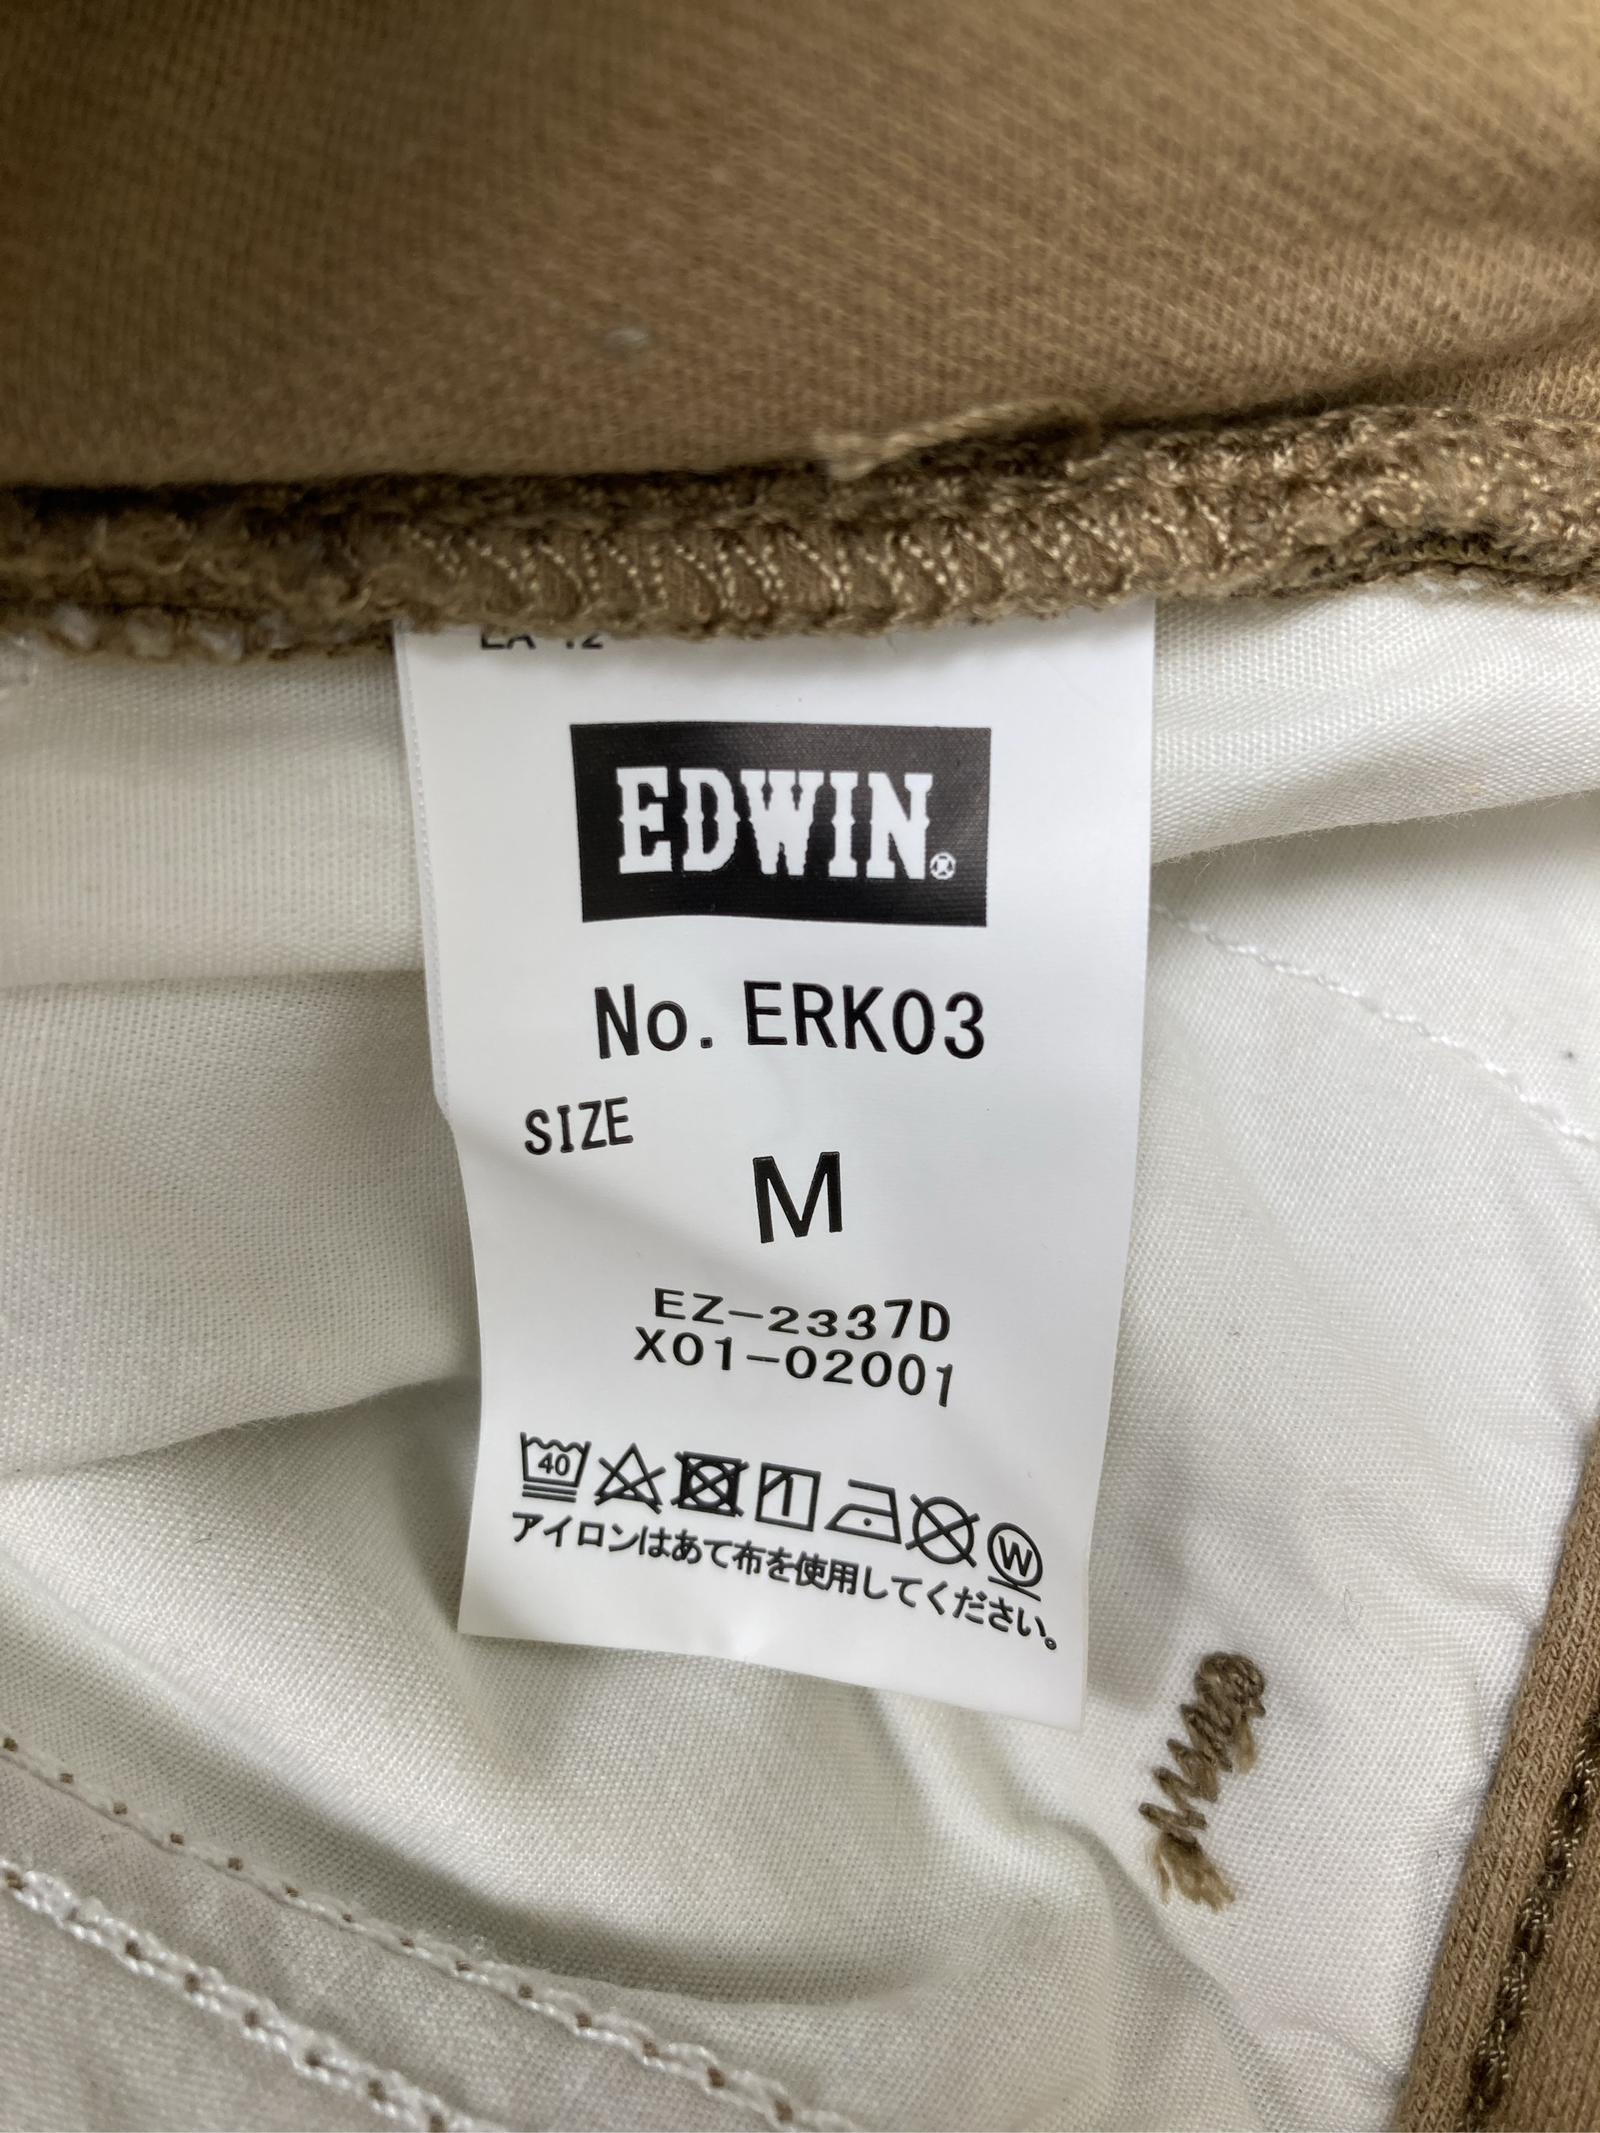 EDWIN®
No. ERK03
SIZE
M
EZ-2337D
X01-02001
40
W
アイロンはあて布を使用してください。